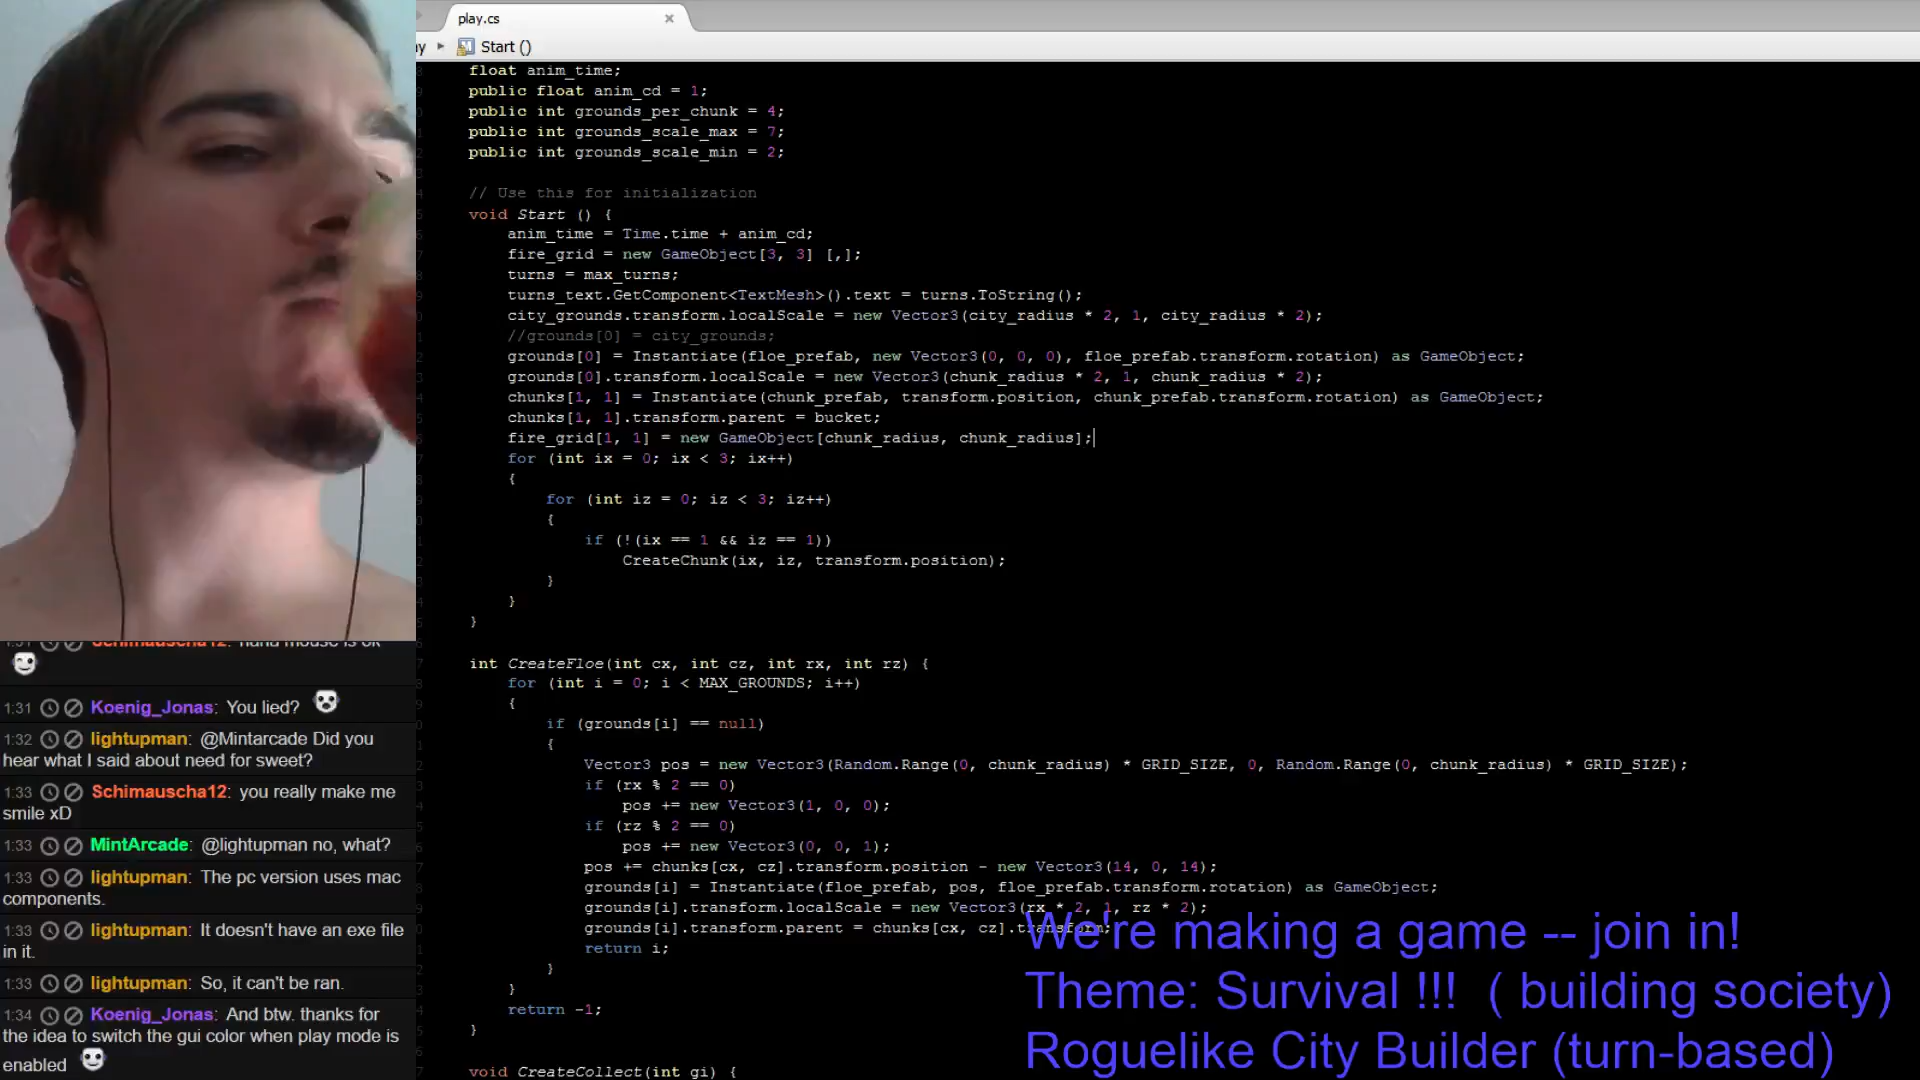 play.cs
Start ()
float anim_time;
public float anim_cd = 1;
public int grounds_per_chunk = 4;
public int grounds_scale_max = 7;
public int grounds_scale_min = 2;
// Use this for initialization
void Start () {
anim_time = Time.time + anim_cd;
fire_grid = new GameObject[3, 3] [,];
turns = max_turns;
turns_text.GetComponent<TextMesh>().text = turns.ToString();
city_grounds.transform.localScale = new Vector3(city_radius * 2, 1, city_radius * 2);
//grounds[0] = city_grounds;
grounds[0] = Instantiate(floe_prefab, new Vector3(0, 0, 0), floe_prefab.transform.rotation) as GameObject;
grounds[0].transform.localScale = new Vector3(chunk_radius * 2, 1, chunk_radius * 2);
chunks[1, 1] = Instantiate(chunk_prefab, transform.position, chunk_prefab.transform.rotation) as GameObject;
chunks[1, 1].transform.parent = bucket;
fire_grid[1, 1] = new GameObject[chunk_radius, chunk_radius];
for (int ix = 0; ix < 3; ix++)
{
for (int iz = 0; iz < 3; iz++)
{
if (!(ix == 1 && iz == 1))
CreateChunk(ix, iz, transform.position);
}
}
}
int CreateFloe(int cx, int cz, int rx, int rz) {
for (int i = 0; i < MAX_GROUNDS; i++)
{
if (grounds[i] == null)
{
Vector3 pos = new Vector3(Random.Range(0, chunk_radius) * GRID_SIZE, 0, Random.Range(0, chunk_radius) * GRID_SIZE);
if (rx % 2 == 0)
pos += new Vector3(1, 0, 0);
if (rz % 2 == 0)
pos += new Vector3(0, 0, 1);
pos += chunks[cx, cz].transform.position - new Vector3(14, 0, 14);
grounds[i] = Instantiate(floe_prefab, pos, floe_prefab.transform.rotation) as GameObject;
grounds[i].transform.localScale = new Vector3(rx * 2, 1, rz * 2);
grounds[i].transform.parent = chunks[cx, cz].transform;
return i;
}
}
return -1;
}
void CreateCollect(int gi) {
1:31 Koenig_Jonas: You lied?
1:32 lightupman: @Mintarcade Did you
hear what I said about need for sweet?
1:33 Schimauscha12: you really make me
smile xD
1:33 MintArcade: @lightupman no, what?
1:33 lightupman: The pc version uses mac
components.
1:33 lightupman: It doesn't have an exe file
in it.
1:33 lightupman: So, it can't be ran.
1:34 Koenig_Jonas: And btw. thanks for
the idea to switch the gui color when play mode is
enabled
We're making a game -- join in!
Theme: Survival !!! ( building society)
Roguelike City Builder (turn-based)